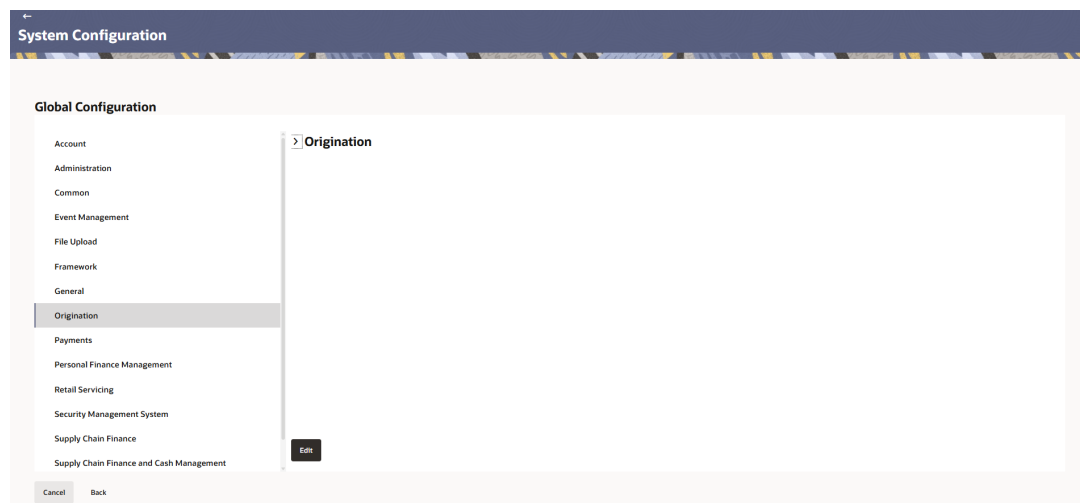 System Configuration
Global Configuration
Account
Administration
Common
Event Management
File Upload
Framework
General
Origination
Payments
Personal Finance Management
Retail Servicing
Security Management System
Supply Chain Finance
Supply Chain Finance and Cash Management
Origination
Edit
Cancel Back